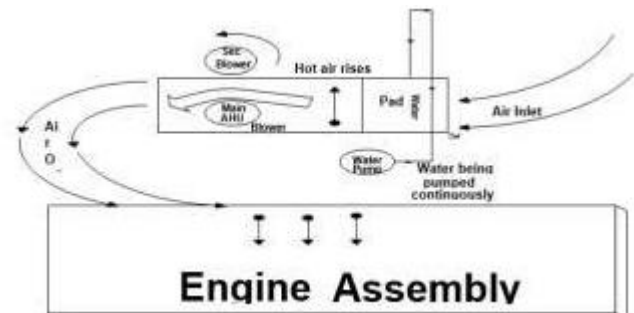 Sec
Blower
Hot air rises
Pad
Water
Air Inlet
Main
AHU
Blower
Ai
r
O
Water
Pump
Water being
pumped
continuously
Engine Assembly